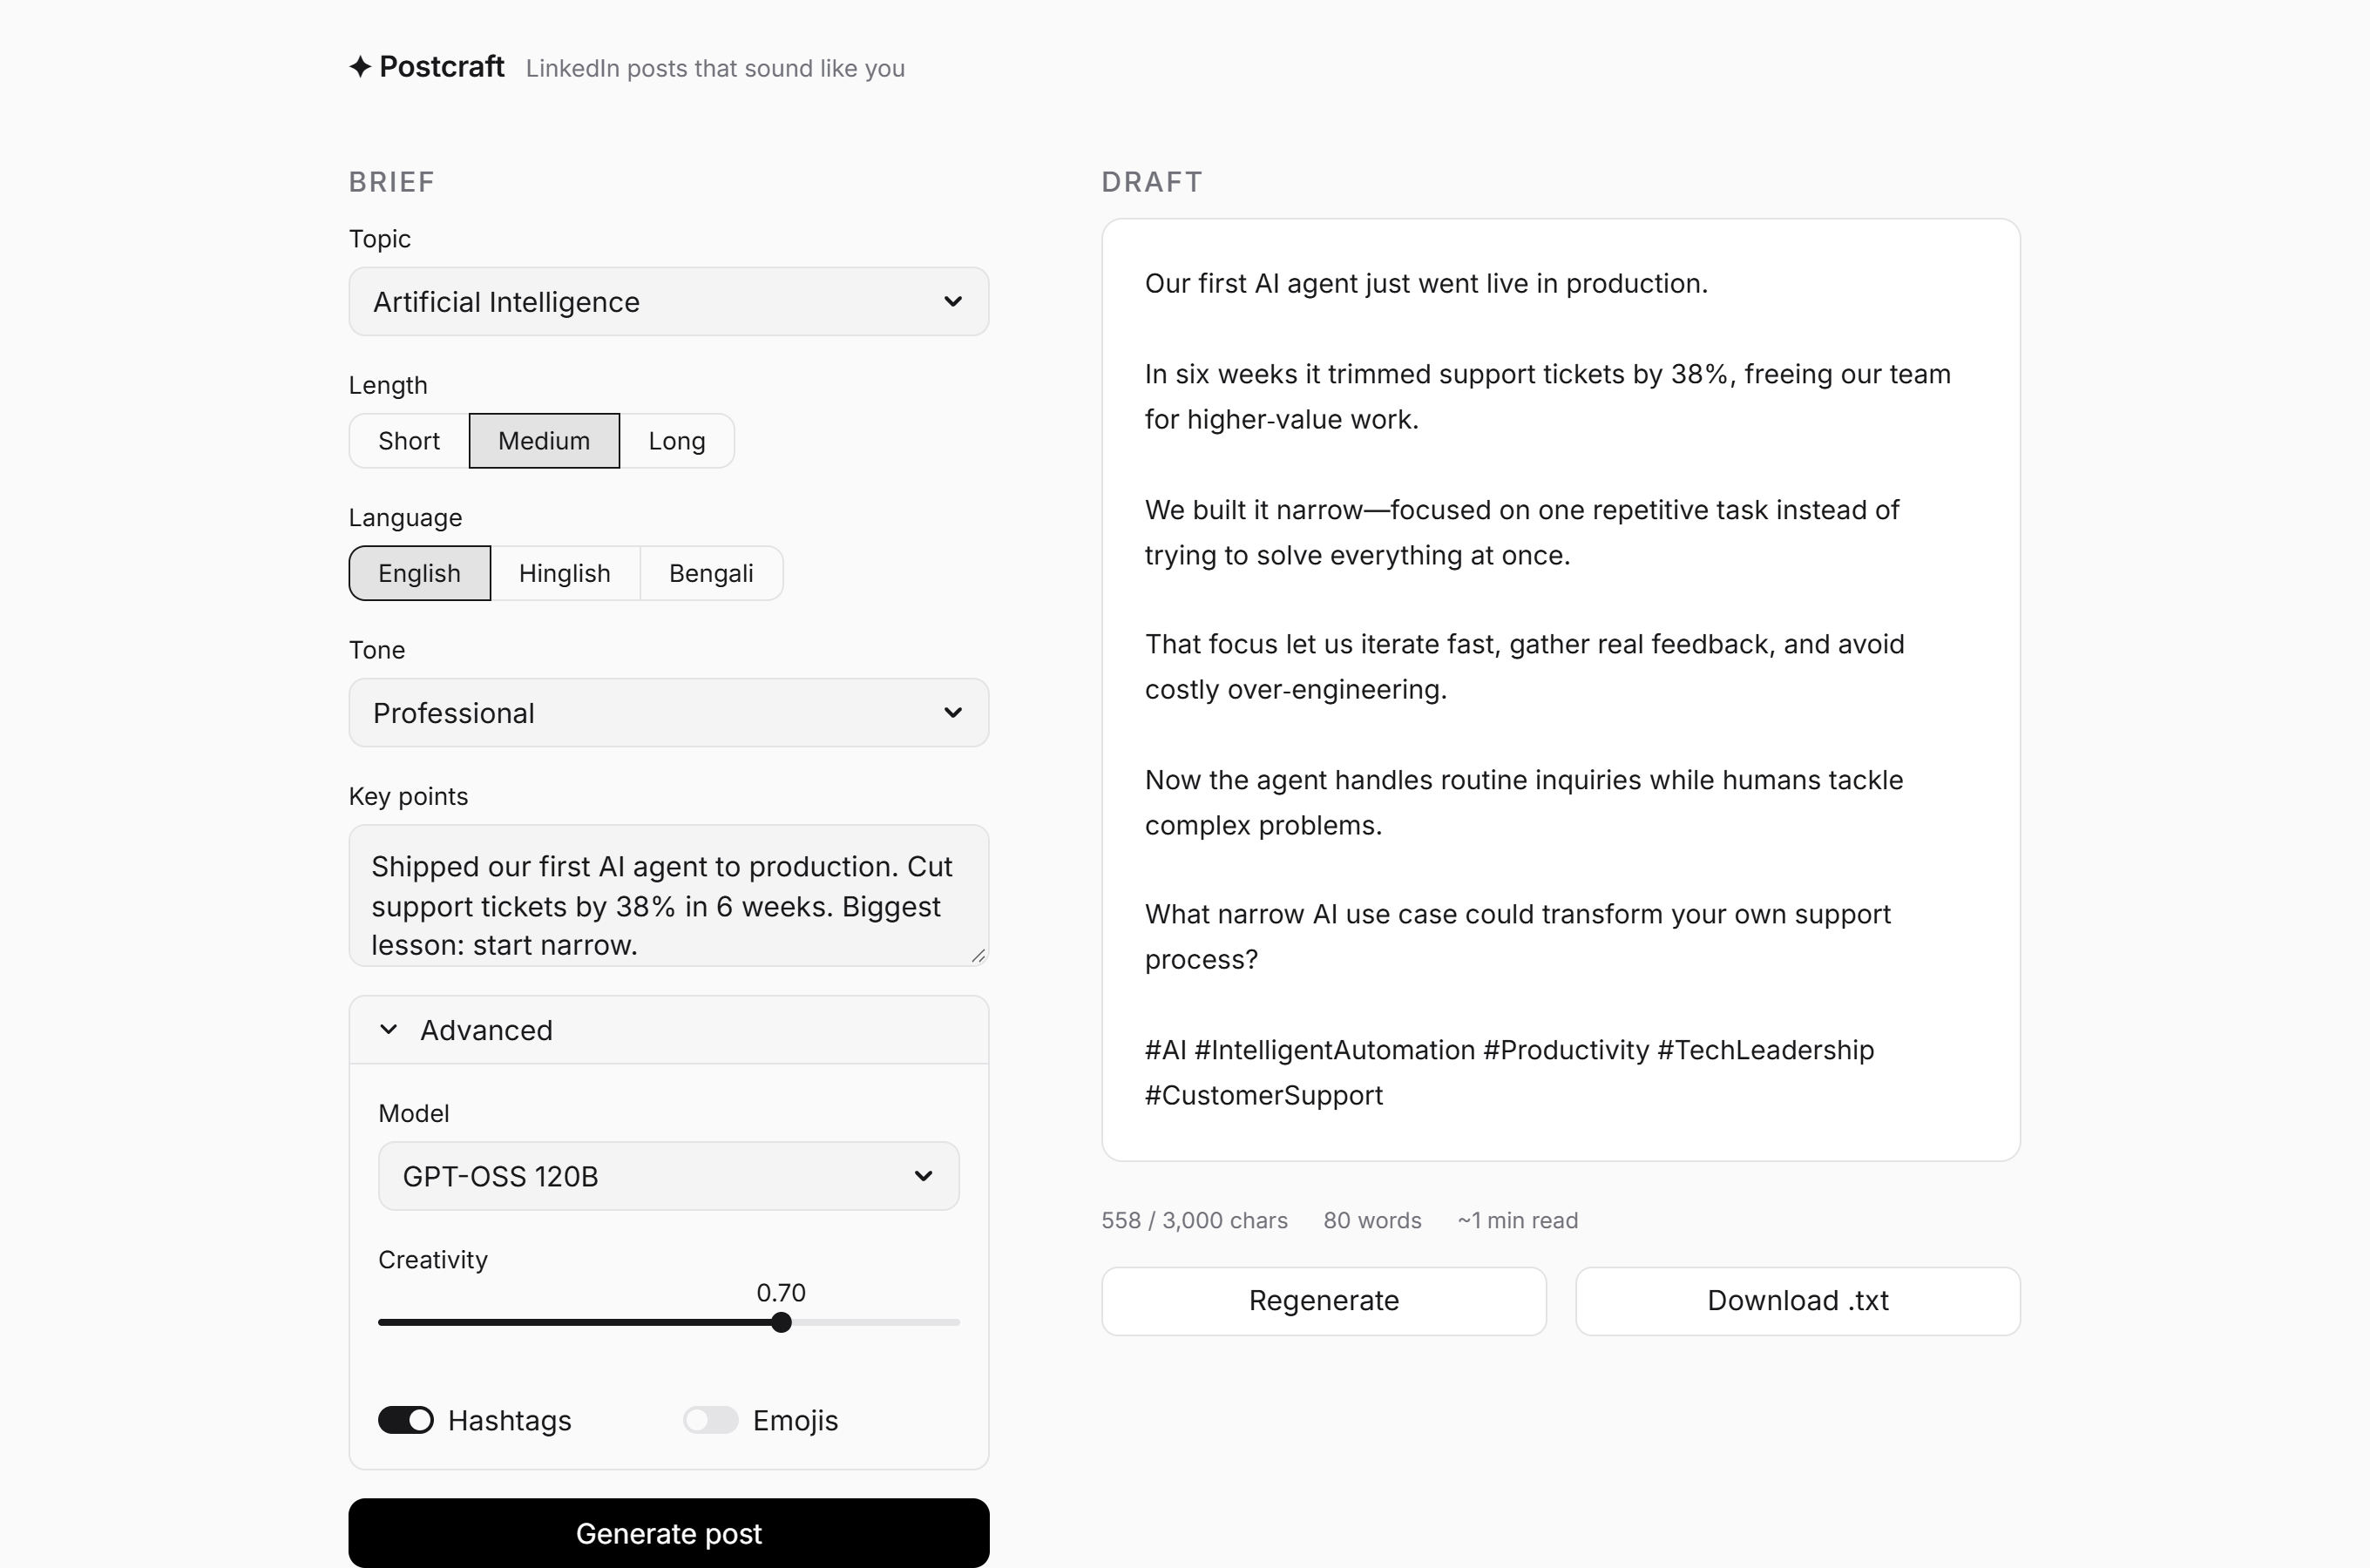 ✦ Postcraft LinkedIn posts that sound like you
BRIEF
Topic
Artificial Intelligence
Length
Short Medium Long
Language
English Hinglish Bengali
Tone
Professional
Key points
Shipped our first AI agent to production. Cut
support tickets by 38% in 6 weeks. Biggest
lesson: start narrow.
Advanced
Model
GPT-OSS 120B
Creativity
0.70
Hashtags Emojis
Generate post
DRAFT
Our first AI agent just went live in production.
In six weeks it trimmed support tickets by 38%, freeing our team
for higher-value work.
We built it narrow—focused on one repetitive task instead of
trying to solve everything at once.
That focus let us iterate fast, gather real feedback, and avoid
costly over-engineering.
Now the agent handles routine inquiries while humans tackle
complex problems.
What narrow AI use case could transform your own support
process?
#AI #IntelligentAutomation #Productivity #TechLeadership
#CustomerSupport
558 / 3,000 chars 80 words ~1 min read
Regenerate Download .txt